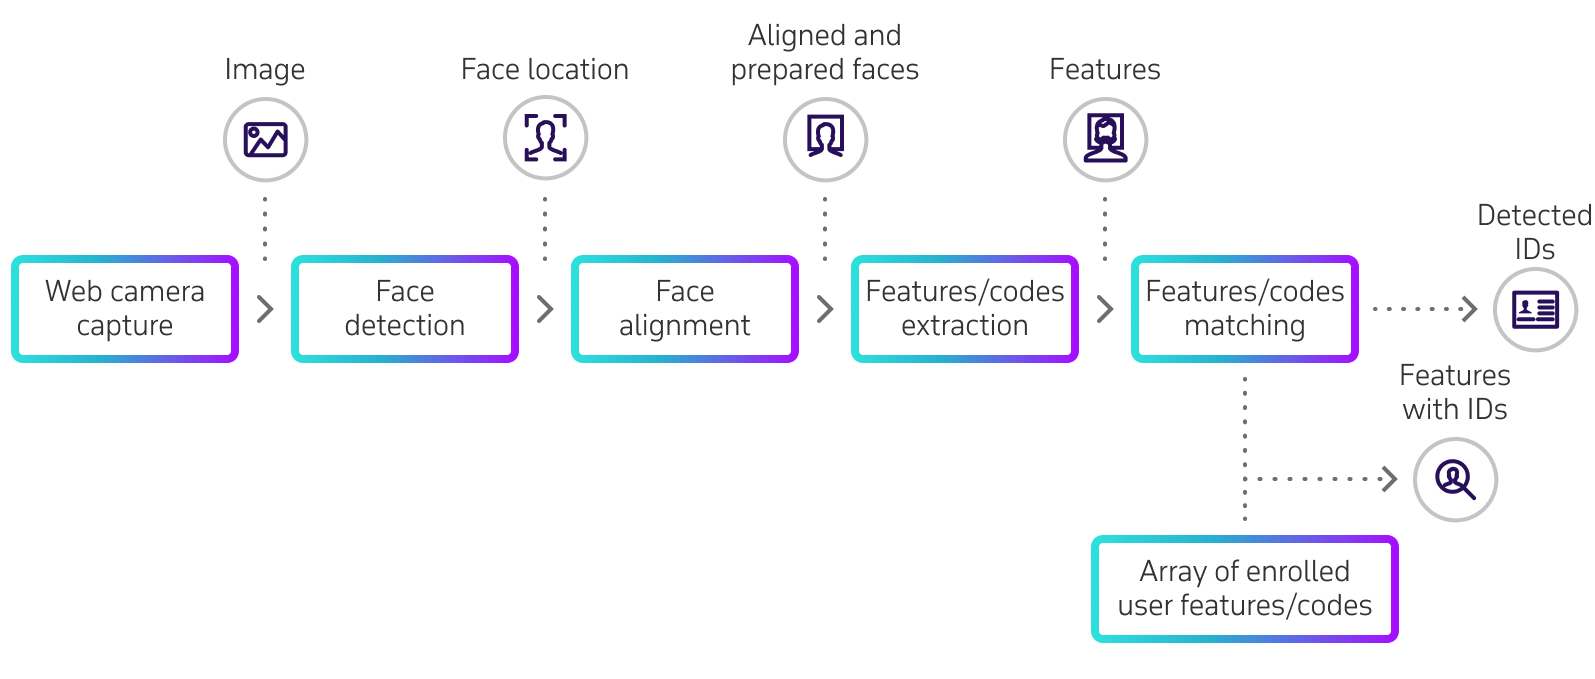 Image
Face location
Aligned and
prepared faces
Features
Web camera
capture
Face
detection
Face
alignment
Features/codes
extraction
Features/codes
matching
Detected
IDs
Features
with IDs
Array of enrolled
user features/codes